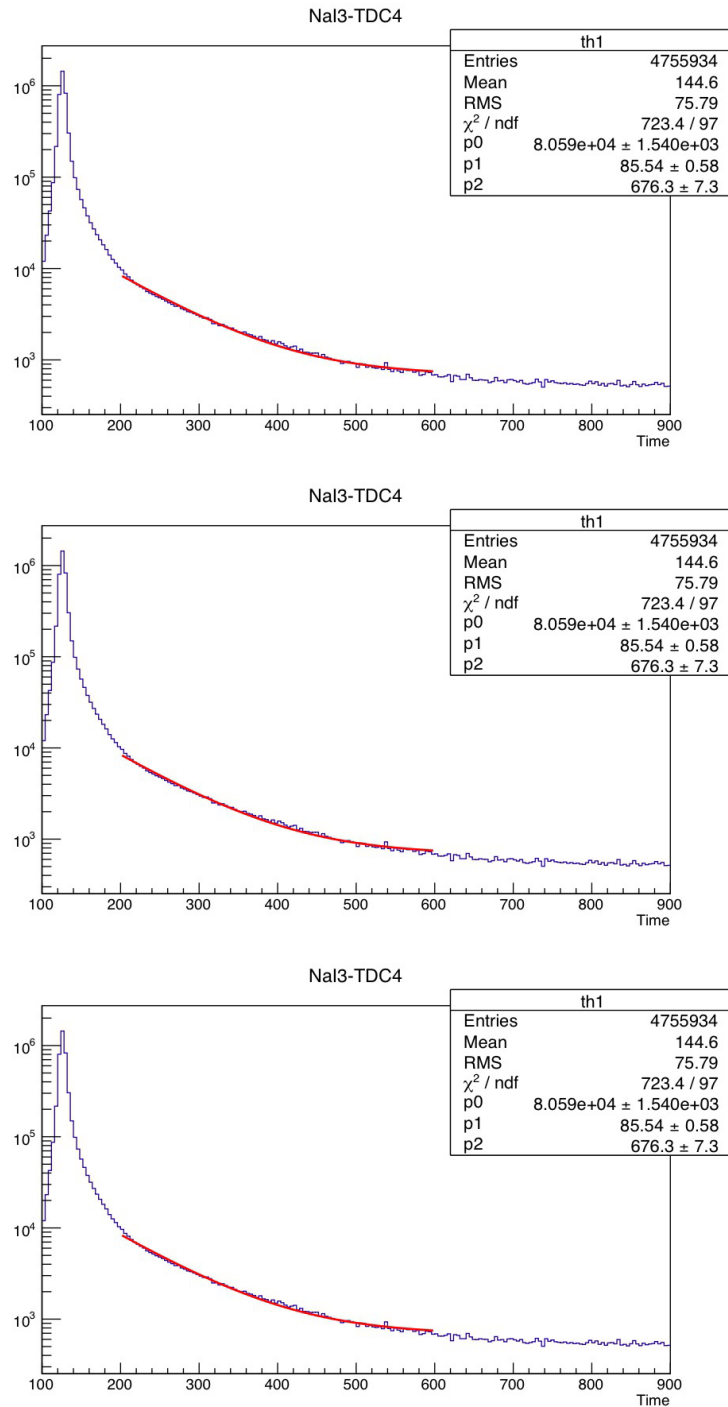 NaI3-TDC4
th1
Entries 4755934
Mean 144.6
RMS 75.79
χ² / ndf 723.4 / 97
p0 8.059e+04 ± 1.540e+03
p1 85.54 ± 0.58
p2 676.3 ± 7.3
10⁶
10⁵
10⁴
10³
100 200 300 400 500 600 700 800 900
Time
NaI3-TDC4
th1
Entries 4755934
Mean 144.6
RMS 75.79
χ² / ndf 723.4 / 97
p0 8.059e+04 ± 1.540e+03
p1 85.54 ± 0.58
p2 676.3 ± 7.3
10⁶
10⁵
10⁴
10³
100 200 300 400 500 600 700 800 900
Time
NaI3-TDC4
th1
Entries 4755934
Mean 144.6
RMS 75.79
χ² / ndf 723.4 / 97
p0 8.059e+04 ± 1.540e+03
p1 85.54 ± 0.58
p2 676.3 ± 7.3
10⁶
10⁵
10⁴
10³
100 200 300 400 500 600 700 800 900
Time